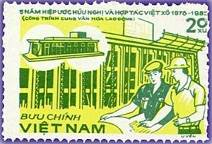 5 NĂM HIỆP ƯỚC HỮU NGHỊ VÀ HỢP TÁC VIỆT XÔ 1978-198
(CÔNG TRÌNH CUNG VĂN HÓA LAO ĐỘNG)
20 XU
BƯU CHÍNH
VIỆT NAM